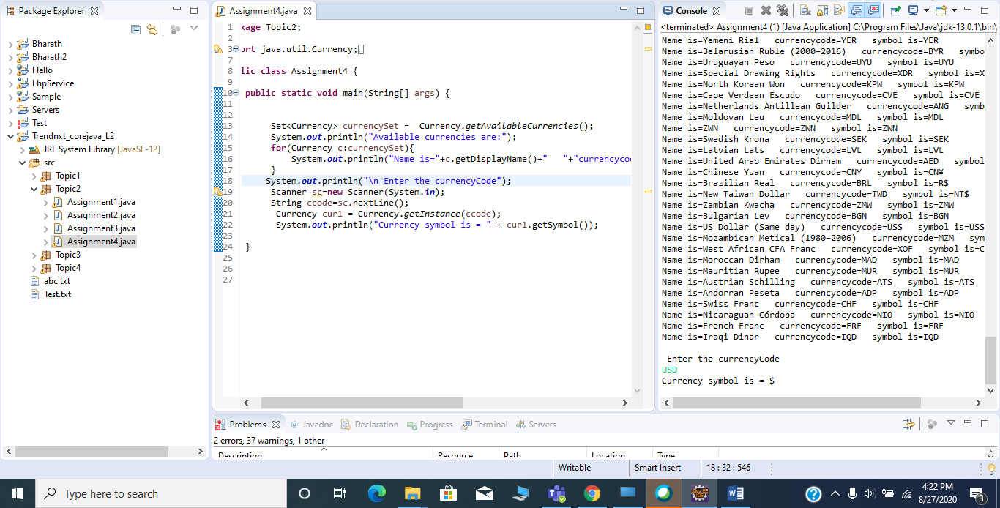 Package Explorer
Bharath
Bharath2
Hello
LhpService
Sample
Servers
Test
Trendnxt_corejava_L2
JRE System Library [JavaSE-12]
src
Topic1
Topic2
Assignment1.java
Assignment2.java
Assignment3.java
Assignment4.java
Topic3
Topic4
abc.txt
Test.txt
Assignment4.java
1 kage Topic2;
2
3 ort java.util.Currency;
7
8 lic class Assignment4 {
9
10 public static void main(String[] args) {
11
12
13 Set<Currency> currencySet = Currency.getAvailableCurrencies();
14 System.out.println("Available currencies are:");
15 for(Currency c:currencySet){
16 System.out.println("Name is="+c.getDisplayName()+"   "+"currencyco
17 }
18 System.out.println("\n Enter the currencyCode");
19 Scanner sc=new Scanner(System.in);
20 String ccode=sc.nextLine();
21 Currency cur1 = Currency.getInstance(ccode);
22 System.out.println("Currency symbol is = " + cur1.getSymbol());
23
24 }
25
26
27
Console
<terminated> Assignment4 (1) [Java Application] C:\Program Files\Java\jdk-13.0.1\bin\
Name is=Yemeni Rial   currencycode=YER   symbol is=YER
Name is=Belarusian Ruble (2000–2016)   currencycode=BYR   symbo
Name is=Uruguayan Peso   currencycode=UYU   symbol is=UYU
Name is=Special Drawing Rights   currencycode=XDR   symbol is=X
Name is=North Korean Won   currencycode=KPW   symbol is=KPW
Name is=Cape Verdean Escudo   currencycode=CVE   symbol is=CVE
Name is=Netherlands Antillean Guilder   currencycode=ANG   symb
Name is=Moldovan Leu   currencycode=MDL   symbol is=MDL
Name is=ZWN   currencycode=ZWN   symbol is=ZWN
Name is=Swedish Krona   currencycode=SEK   symbol is=SEK
Name is=Latvian Lats   currencycode=LVL   symbol is=LVL
Name is=United Arab Emirates Dirham   currencycode=AED   symbol
Name is=Chinese Yuan   currencycode=CNY   symbol is=CN¥
Name is=Brazilian Real   currencycode=BRL   symbol is=R$
Name is=New Taiwan Dollar   currencycode=TWD   symbol is=NT$
Name is=Zambian Kwacha   currencycode=ZMW   symbol is=ZMW
Name is=Bulgarian Lev   currencycode=BGN   symbol is=BGN
Name is=US Dollar (Same day)   currencycode=USS   symbol is=USS
Name is=Mozambican Metical (1980–2006)   currencycode=MZM   sym
Name is=West African CFA Franc   currencycode=XOF   symbol is=C
Name is=Moroccan Dirham   currencycode=MAD   symbol is=MAD
Name is=Mauritian Rupee   currencycode=MUR   symbol is=MUR
Name is=Austrian Schilling   currencycode=ATS   symbol is=ATS
Name is=Andorran Peseta   currencycode=ADP   symbol is=ADP
Name is=Swiss Franc   currencycode=CHF   symbol is=CHF
Name is=Nicaraguan Córdoba   currencycode=NIO   symbol is=NIO
Name is=French Franc   currencycode=FRF   symbol is=FRF
Name is=Iraqi Dinar   currencycode=IQD   symbol is=IQD
Enter the currencyCode
USD
Currency symbol is = $
Problems Javadoc Declaration Progress Terminal Servers
2 errors, 37 warnings, 1 other
Description Resource Path Location Type
Writable Smart Insert 18 : 32 : 546
Type here to search
4:22 PM
8/27/2020
3